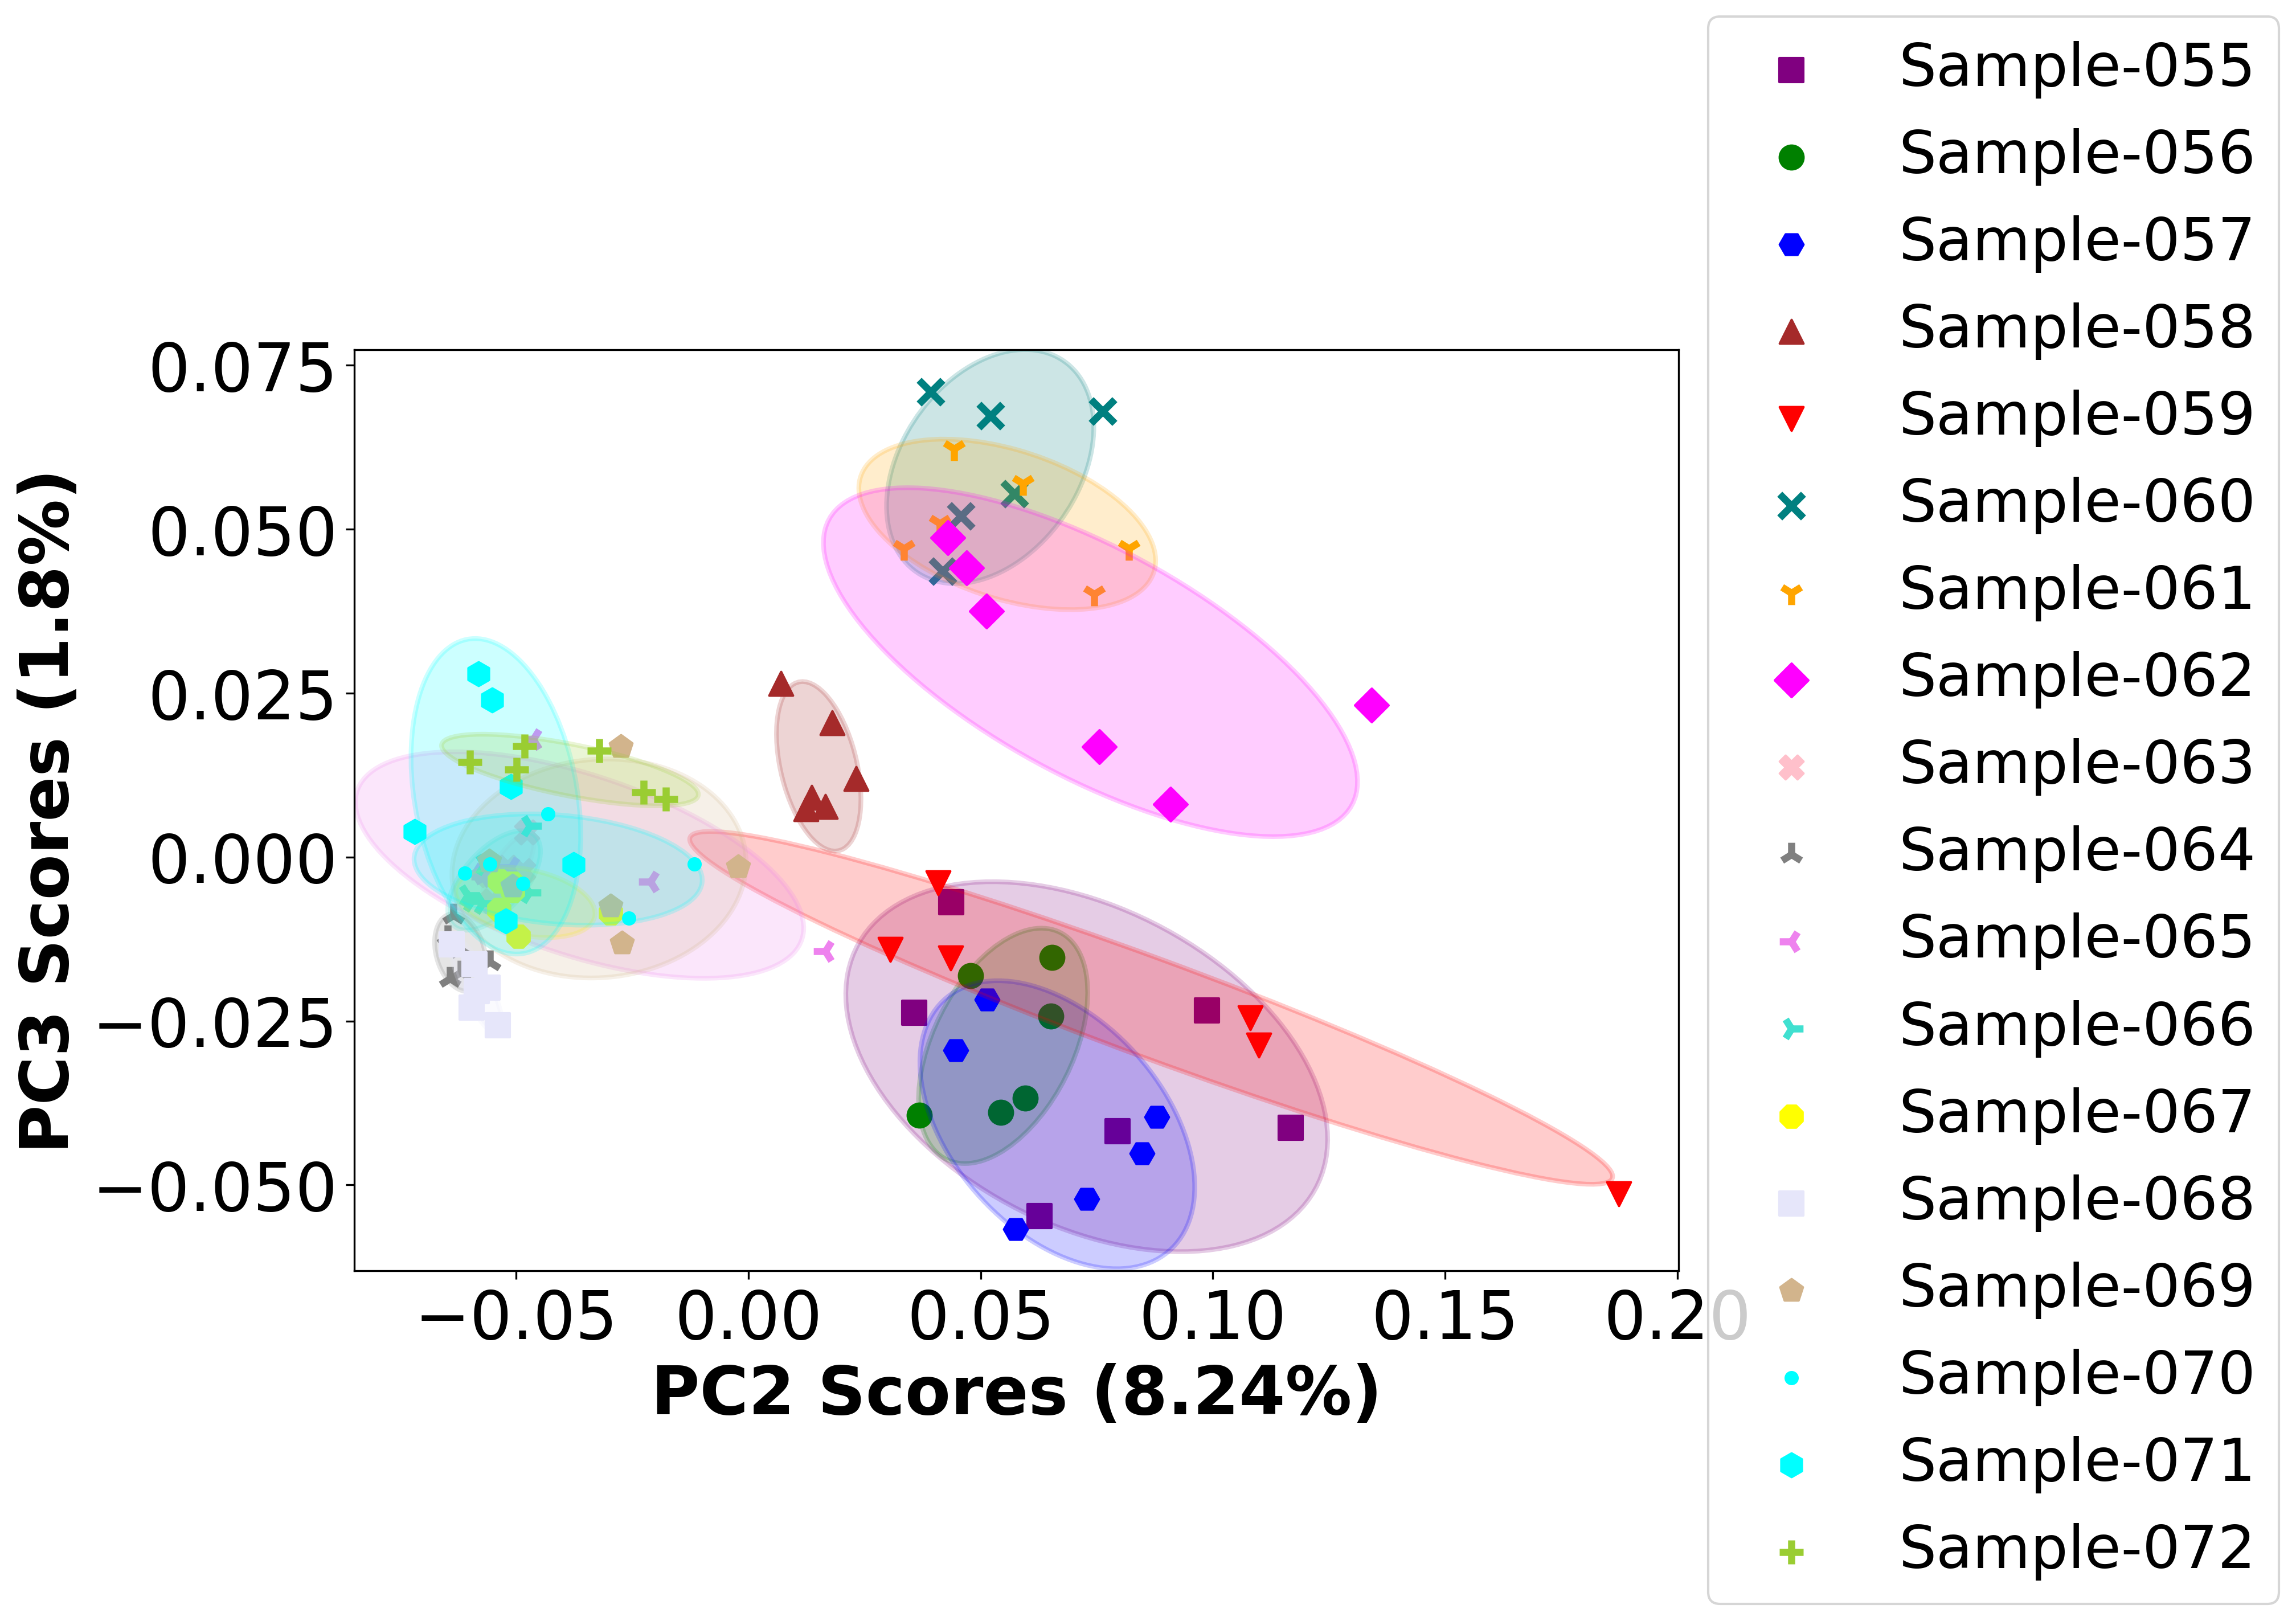 PC3 Scores (1.8%)
0.075
0.050
0.025
0.000
−0.025
−0.050
−0.05
0.00
0.05
0.10
0.15
0.20
PC2 Scores (8.24%)
Sample-055
Sample-056
Sample-057
Sample-058
Sample-059
Sample-060
Sample-061
Sample-062
Sample-063
Sample-064
Sample-065
Sample-066
Sample-067
Sample-068
Sample-069
Sample-070
Sample-071
Sample-072